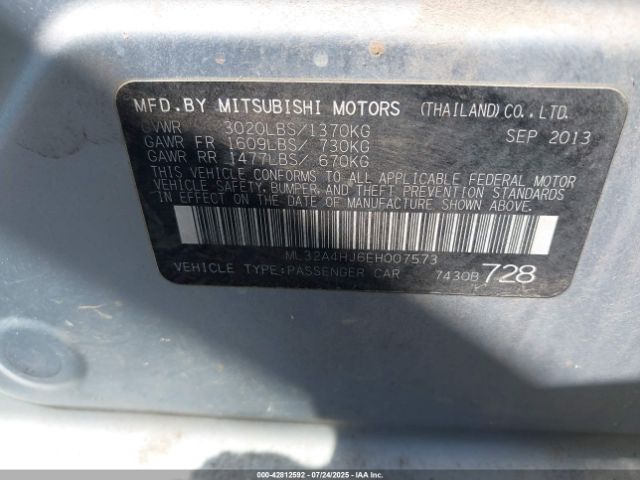 MFD.BY MITSUBISHI MOTORS (THAILAND)CO.,LTD.
GVWR 3020LBS/1370KG SEP 2013
GAWR FR 1609LBS/ 730KG
GAWR RR 1477LBS/ 670KG
THIS VEHICLE CONFORMS TO ALL APPLICABLE FEDERAL MOTOR
VEHICLE SAFETY, BUMPER, AND THEFT PREVENTION STANDARDS
IN EFFECT ON THE DATE OF MANUFACTURE SHOWN ABOVE.
ML32A4HJ6EH007573
VEHICLE TYPE:PASSENGER CAR 7430B 728
000-42812592 | 07/24/2025 | IAAI.COM